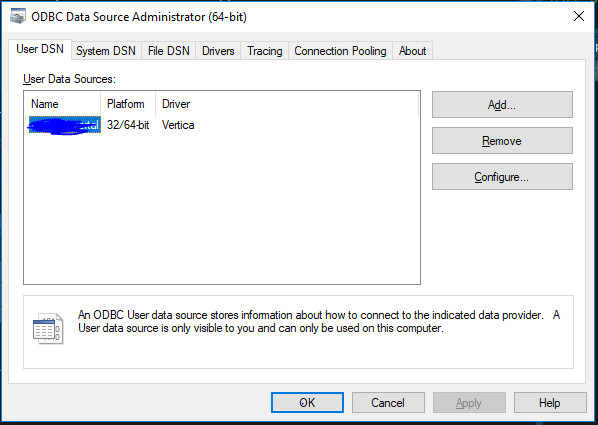 ODBC Data Source Administrator (64-bit)
User DSN System DSN File DSN Drivers Tracing Connection Pooling About
User Data Sources:
Name Platform Driver
32/64-bit Vertica
Add...
Remove
Configure...
An ODBC User data source stores information about how to connect to the indicated data provider. A
User data source is only visible to you and can only be used on this computer.
OK Cancel Apply Help